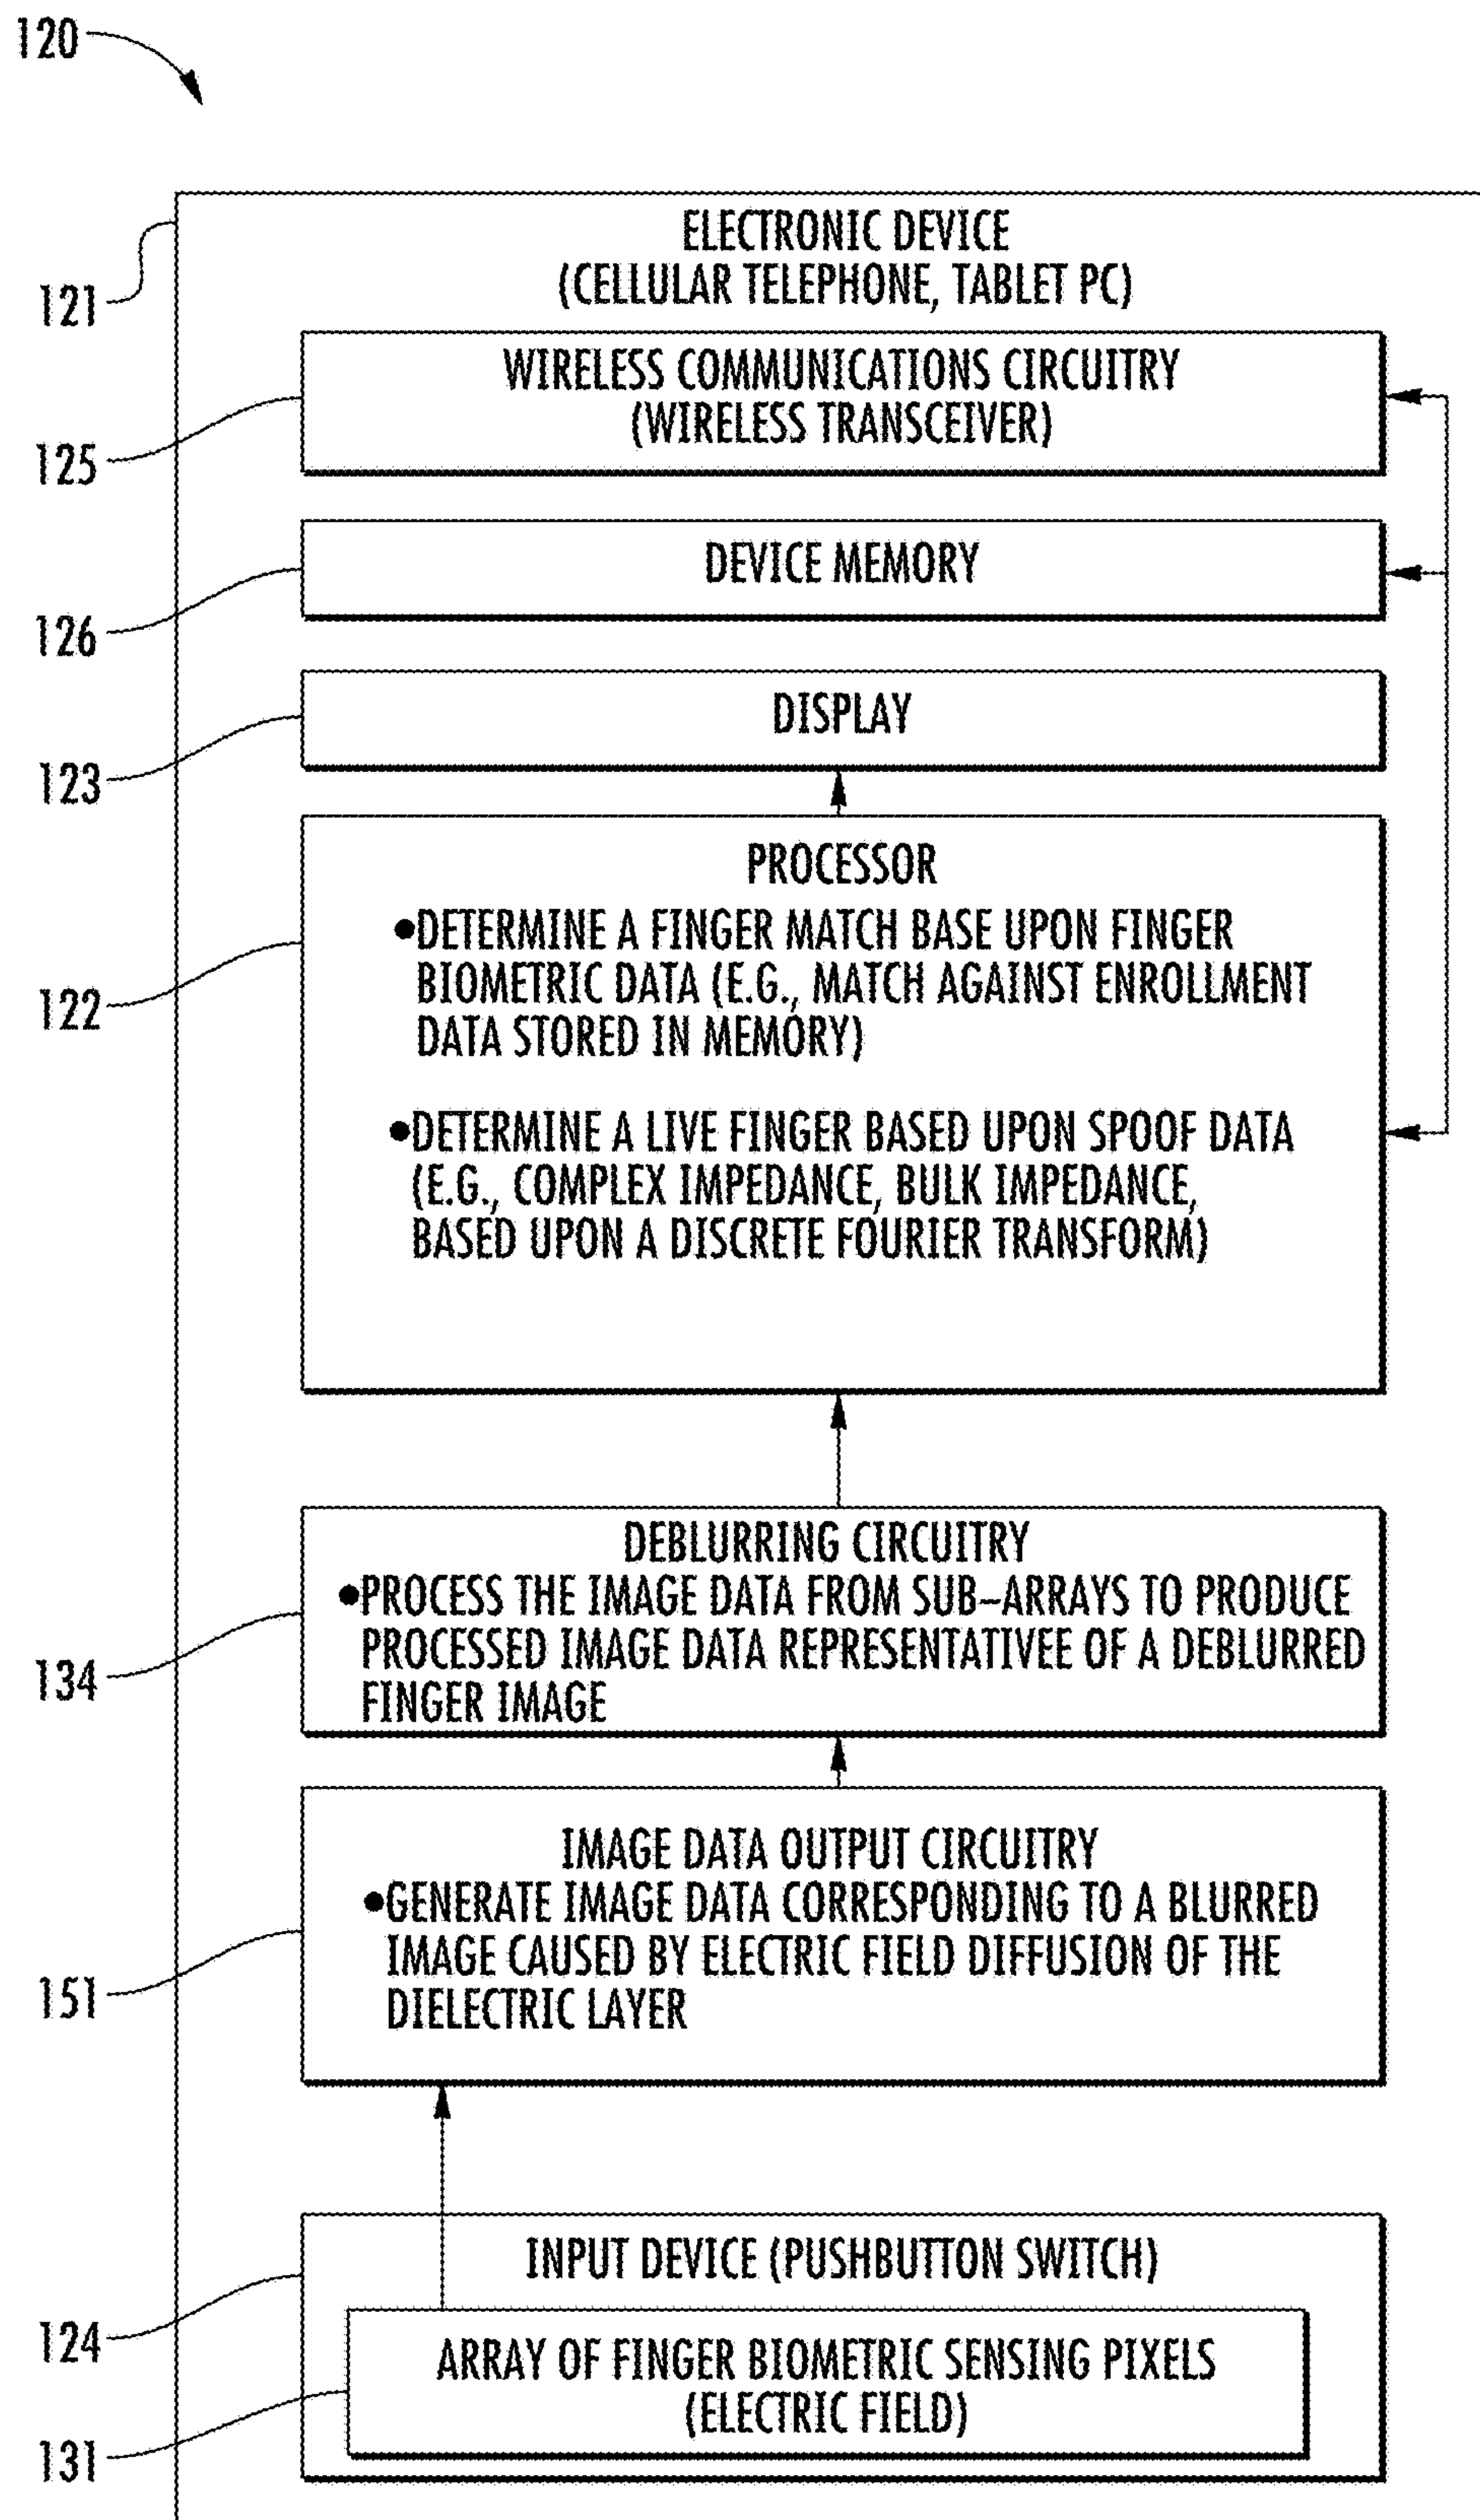 120
121
ELECTRONIC DEVICE
(CELLULAR TELEPHONE, TABLET PC)
125
WIRELESS COMMUNICATIONS CIRCUITRY
(WIRELESS TRANSCEIVER)
126
DEVICE MEMORY
123
DISPLAY
122
PROCESSOR
•DETERMINE A FINGER MATCH BASE UPON FINGER
BIOMETRIC DATA (E.G., MATCH AGAINST ENROLLMENT
DATA STORED IN MEMORY)
•DETERMINE A LIVE FINGER BASED UPON SPOOF DATA
(E.G., COMPLEX IMPEDANCE, BULK IMPEDANCE,
BASED UPON A DISCRETE FOURIER TRANSFORM)
134
DEBLURRING CIRCUITRY
•PROCESS THE IMAGE DATA FROM SUB-ARRAYS TO PRODUCE
PROCESSED IMAGE DATA REPRESENTATIVEE OF A DEBLURRED
FINGER IMAGE
151
IMAGE DATA OUTPUT CIRCUITRY
•GENERATE IMAGE DATA CORRESPONDING TO A BLURRED
IMAGE CAUSED BY ELECTRIC FIELD DIFFUSION OF THE
DIELECTRIC LAYER
124
INPUT DEVICE (PUSHBUTTON SWITCH)
131
ARRAY OF FINGER BIOMETRIC SENSING PIXELS
(ELECTRIC FIELD)